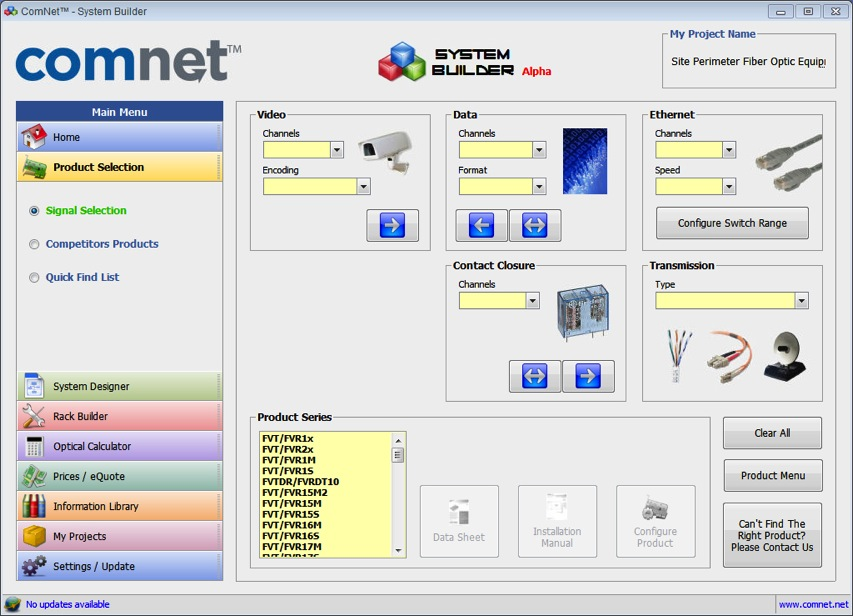 ComNet™ - System Builder
comnet™
SYSTEM
BUILDER Alpha
My Project Name
Site Perimeter Fiber Optic Equip
Main Menu
Home
Product Selection
Signal Selection
Competitors Products
Quick Find List
System Designer
Rack Builder
Optical Calculator
Prices / eQuote
Information Library
My Projects
Settings / Update
Video
Channels
Encoding
Data
Channels
Format
Ethernet
Channels
Speed
Configure Switch Range
Contact Closure
Channels
Transmission
Type
Product Series
FVT/FVR1x
FVT/FVR2x
FVT/FVR1M
FVT/FVR1S
FVTDR/FVRDT10
FVT/FVR15M2
FVT/FVR15M
FVT/FVR15S
FVT/FVR16M
FVT/FVR16S
FVT/FVR17M
Data Sheet
Installation
Manual
Configure
Product
Clear All
Product Menu
Can't Find The
Right Product?
Please Contact Us
No updates available
www.comnet.net